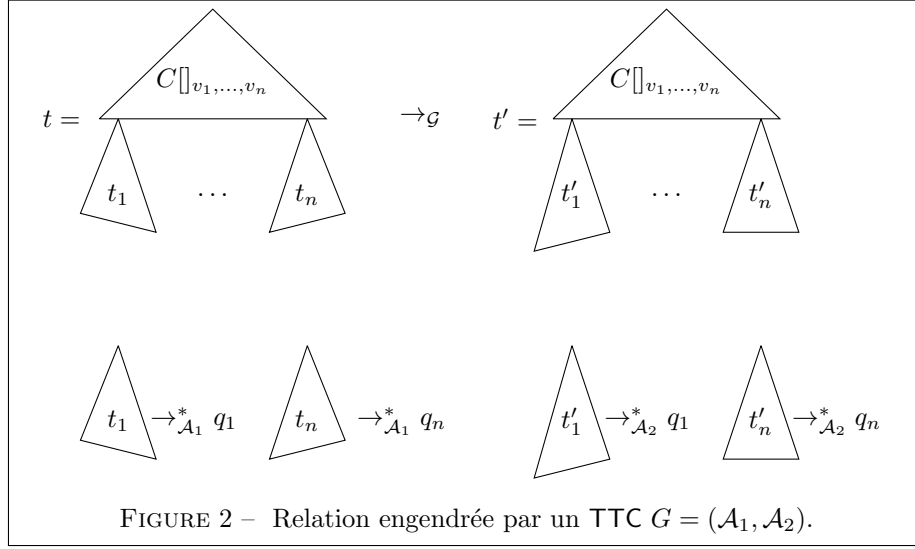 C[]_{v_1,...,v_n} C[]_{v_1,...,v_n}
t = →_𝒢 t′ =
t_1 ... t_n t′_1 ... t′_n
t_1 →^*_{𝒜_1} q_1 t_n →^*_{𝒜_1} q_n t′_1 →^*_{𝒜_2} q_1 t′_n →^*_{𝒜_2} q_n
FIGURE 2 – Relation engendrée par un TTC G = (𝒜_1, 𝒜_2).